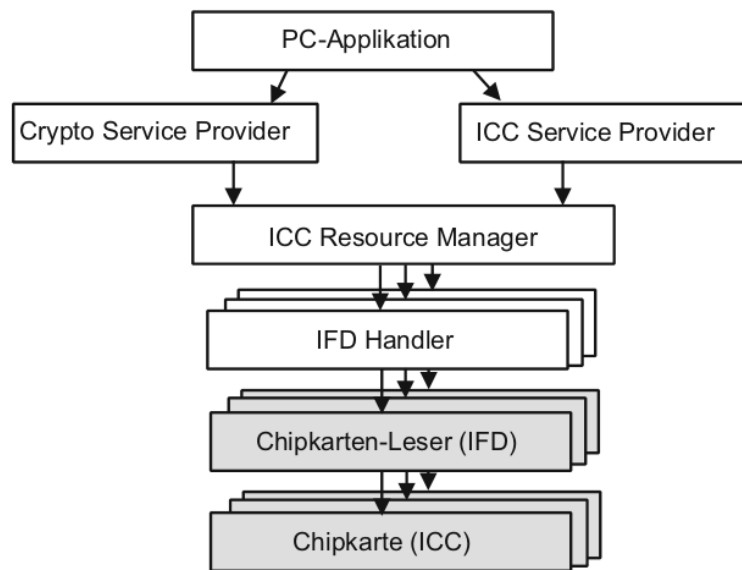 PC-Applikation
Crypto Service Provider
ICC Service Provider
ICC Resource Manager
IFD Handler
Chipkarten-Leser (IFD)
Chipkarte (ICC)